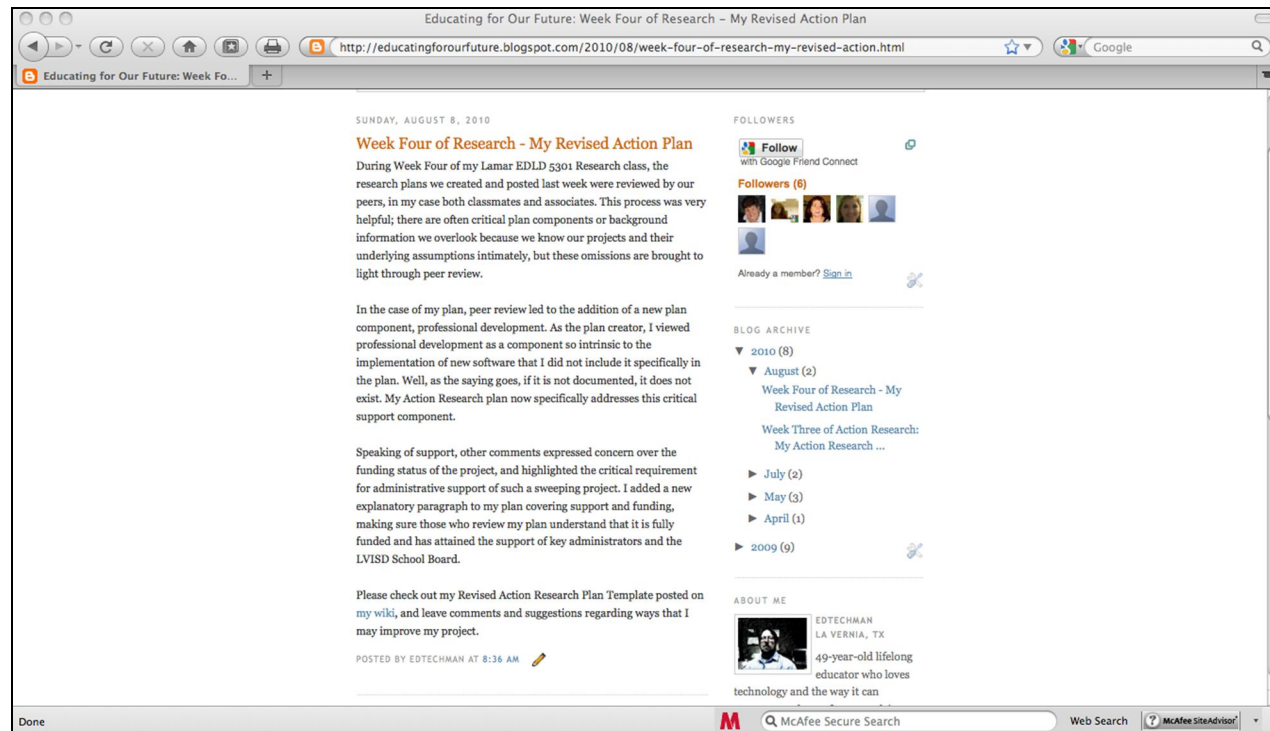 Educating for Our Future: Week Four of Research – My Revised Action Plan
http://educatingforourfuture.blogspot.com/2010/08/week-four-of-research-my-revised-action.html
Google
Educating for Our Future: Week Fo...
SUNDAY, AUGUST 8, 2010
Week Four of Research - My Revised Action Plan
During Week Four of my Lamar EDLD 5301 Research class, the
research plans we created and posted last week were reviewed by our
peers, in my case both classmates and associates. This process was very
helpful; there are often critical plan components or background
information we overlook because we know our projects and their
underlying assumptions intimately, but these omissions are brought to
light through peer review.
In the case of my plan, peer review led to the addition of a new plan
component, professional development. As the plan creator, I viewed
professional development as a component so intrinsic to the
implementation of new software that I did not include it specifically in
the plan. Well, as the saying goes, if it is not documented, it does not
exist. My Action Research plan now specifically addresses this critical
support component.
Speaking of support, other comments expressed concern over the
funding status of the project, and highlighted the critical requirement
for administrative support of such a sweeping project. I added a new
explanatory paragraph to my plan covering support and funding,
making sure those who review my plan understand that it is fully
funded and has attained the support of key administrators and the
LVISD School Board.
Please check out my Revised Action Research Plan Template posted on
my wiki, and leave comments and suggestions regarding ways that I
may improve my project.
POSTED BY EDTECHMAN AT 8:36 AM
FOLLOWERS
Follow
with Google Friend Connect
Followers (6)
Already a member? Sign in
BLOG ARCHIVE
▼ 2010 (8)
▼ August (2)
Week Four of Research - My
Revised Action Plan
Week Three of Action Research:
My Action Research ...
► July (2)
► May (3)
► April (1)
► 2009 (9)
ABOUT ME
EDTECHMAN
LA VERNIA, TX
49-year-old lifelong
educator who loves
technology and the way it can
Done
McAfee Secure Search
Web Search
McAfee SiteAdvisor